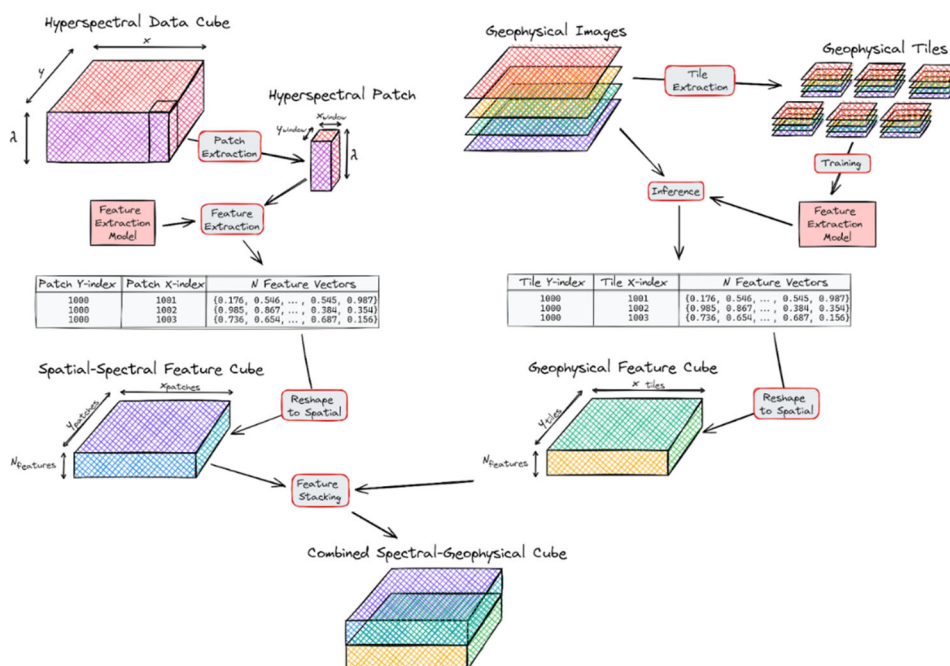 Hyperspectral Data Cube
x
y
λ
Hyperspectral Patch
xwindow
ywindow
λ
Patch
Extraction
Feature
Extraction
Model
Feature
Extraction
Patch Y-index Patch X-index N Feature Vectors
1000 1001 {0.176, 0.546, ... , 0.545, 0.987}
1000 1002 {0.985, 0.867, ... , 0.384, 0.354}
1000 1003 {0.736, 0.654, ... , 0.687, 0.156}
Spatial-Spectral Feature Cube
xpatches
ypatches
Nfeatures
Reshape
to Spatial
Geophysical Images
Tile
Extraction
Geophysical Tiles
Training
Inference
Feature
Extraction
Model
Tile Y-index Tile X-index N Feature Vectors
1000 1001 {0.176, 0.546, ... , 0.545, 0.987}
1000 1002 {0.985, 0.867, ... , 0.384, 0.354}
1000 1003 {0.736, 0.654, ... , 0.687, 0.156}
Geophysical Feature Cube
x tiles
ytiles
Nfeatures
Reshape
to Spatial
Feature
Stacking
Combined Spectral-Geophysical Cube